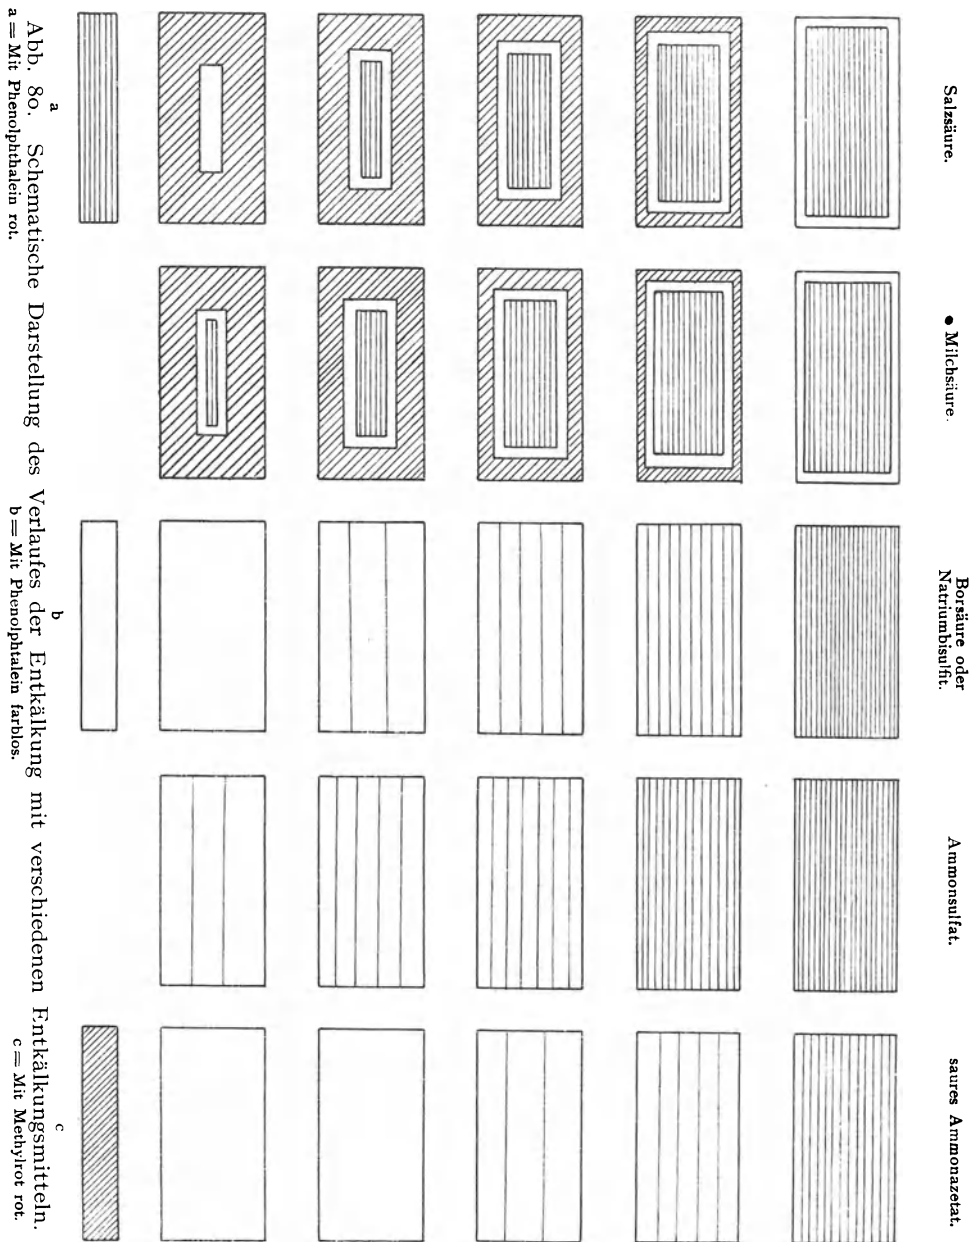 Salzsäure.
● Milchsäure.
Borsäure oder
Natriumbisulfit.
Ammonsulfat.
saures Ammonazetat.
a
b
c
Abb. 80. Schematische Darstellung des Verlaufes der Entkälkung mit verschiedenen Entkälkungsmitteln.
a = Mit Phenolphthalein rot.
b = Mit Phenolphtalein farblos.
c = Mit Methylrot rot.